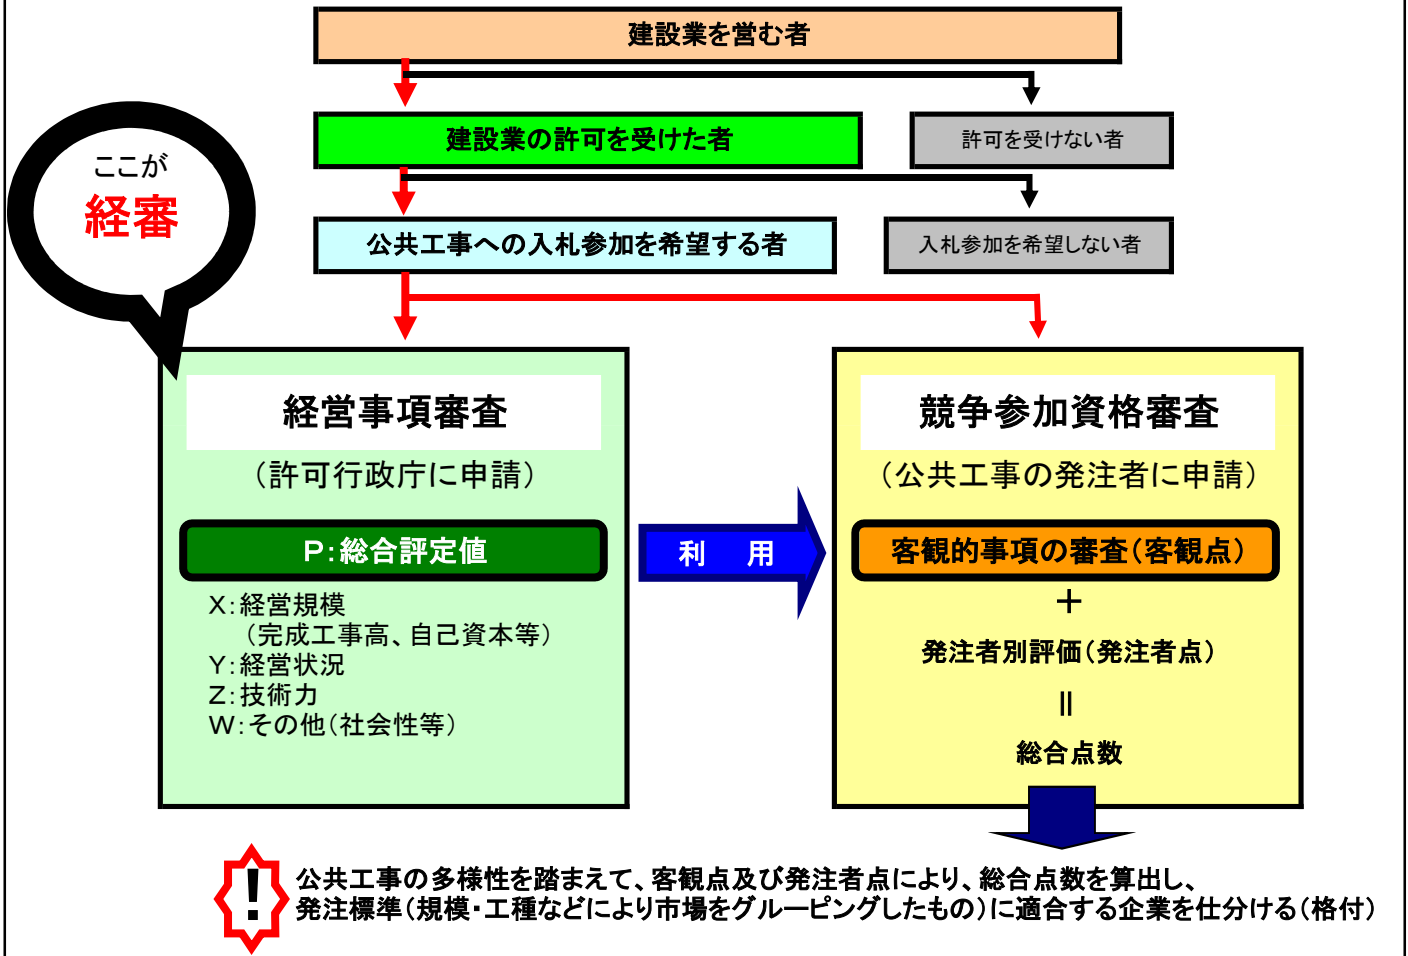 建設業を営む者
建設業の許可を受けた者
許可を受けない者
ここが
経審
公共工事への入札参加を希望する者
入札参加を希望しない者
経営事項審査
（許可行政庁に申請）
P：総合評定値
X：経営規模
（完成工事高、自己資本等）
Y：経営状況
Z：技術力
W：その他（社会性等）
利　用
競争参加資格審査
（公共工事の発注者に申請）
客観的事項の審査（客観点）
＋
発注者別評価（発注者点）
＝
総合点数
!
公共工事の多様性を踏まえて、客観点及び発注者点により、総合点数を算出し、
発注標準（規模・工種などにより市場をグルーピングしたもの）に適合する企業を仕分ける（格付）